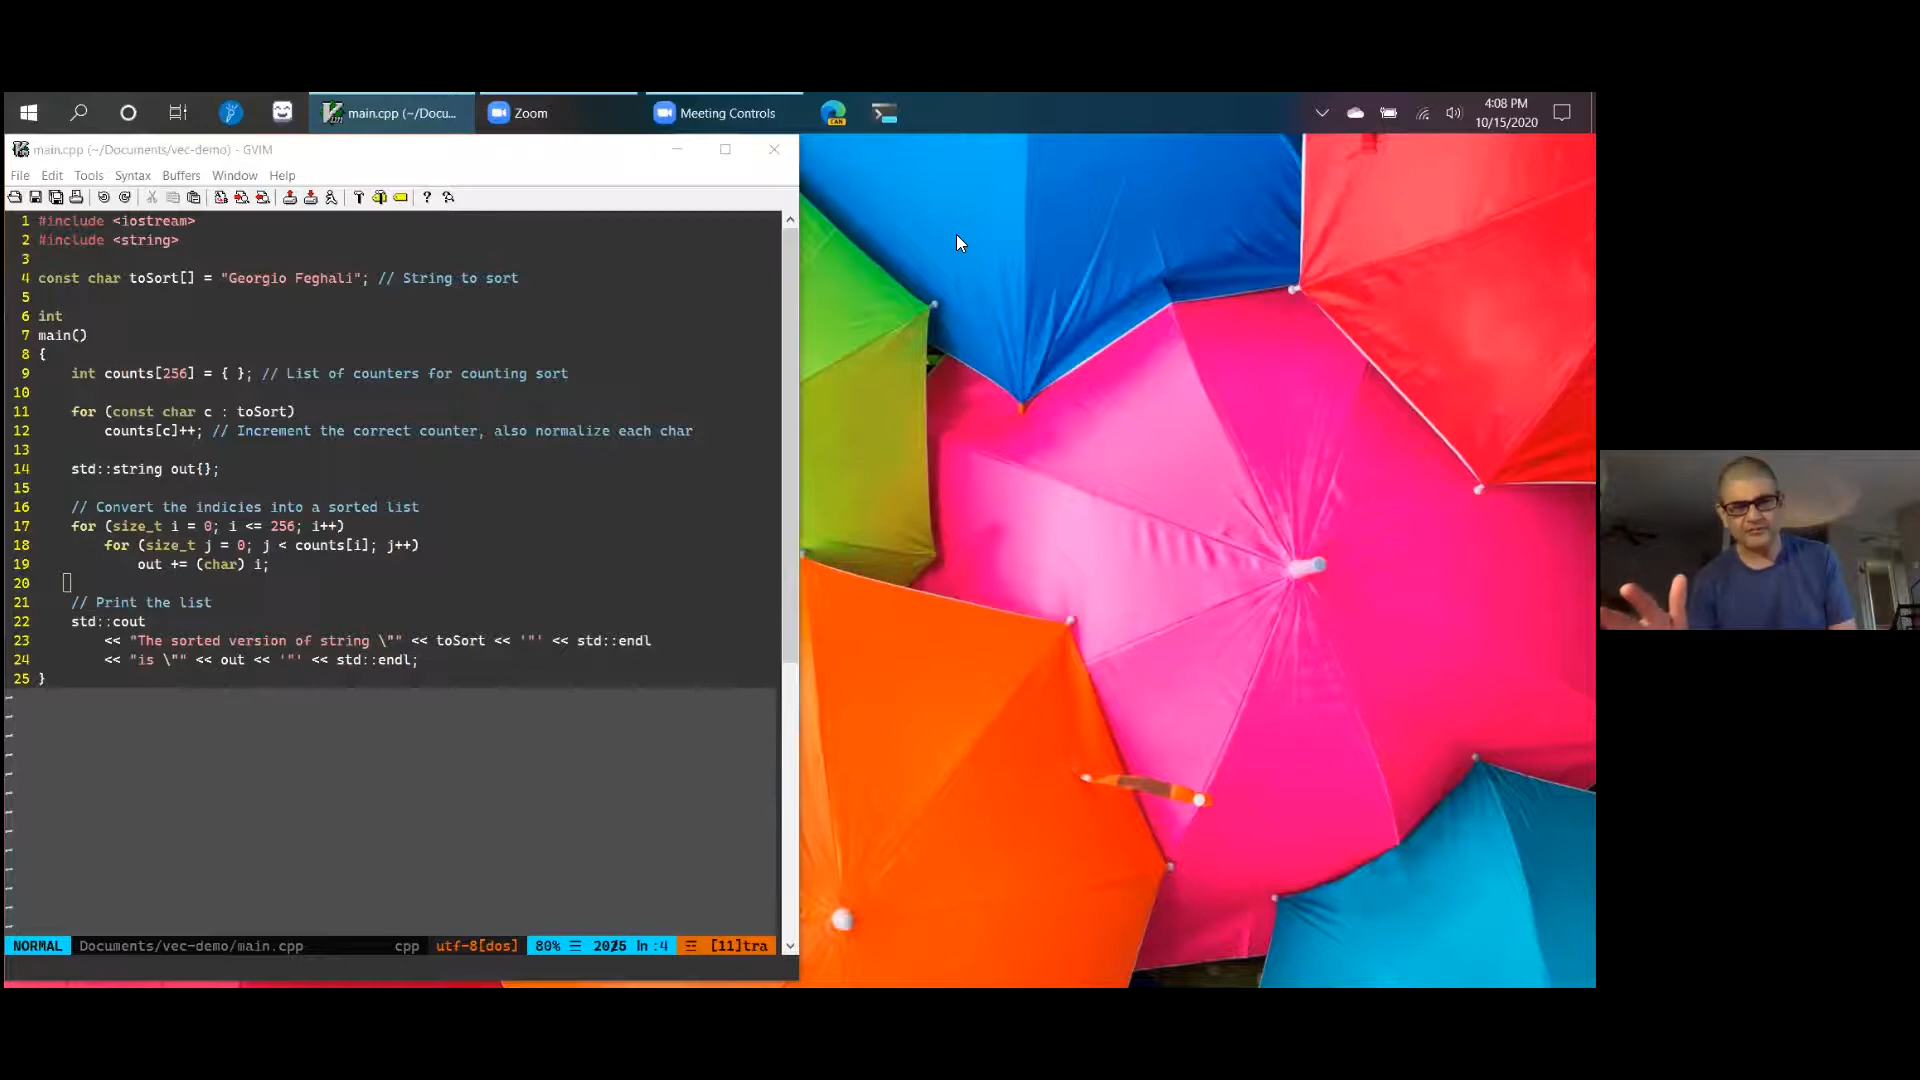 main.cpp (~/Docu...
Zoom
Meeting Controls
4:08 PM
10/15/2020
main.cpp (~/Documents/vec-demo) - GVIM
File Edit Tools Syntax Buffers Window Help
1 #include <iostream>
2 #include <string>
3
4 const char toSort[] = "Georgio Feghali"; // String to sort
5
6 int
7 main()
8 {
9     int counts[256] = { }; // List of counters for counting sort
10
11     for (const char c : toSort)
12         counts[c]++; // Increment the correct counter, also normalize each char
13
14     std::string out{};
15
16     // Convert the indicies into a sorted list
17     for (size_t i = 0; i <= 256; i++)
18         for (size_t j = 0; j < counts[i]; j++)
19             out += (char) i;
20
21     // Print the list
22     std::cout
23         << "The sorted version of string \"" << toSort << '"' << std::endl
24         << "is \"" << out << '"' << std::endl;
25 }
NORMAL Documents/vec-demo/main.cpp cpp utf-8[dos] 80% ☰ ln :4 ☲ [11]tra